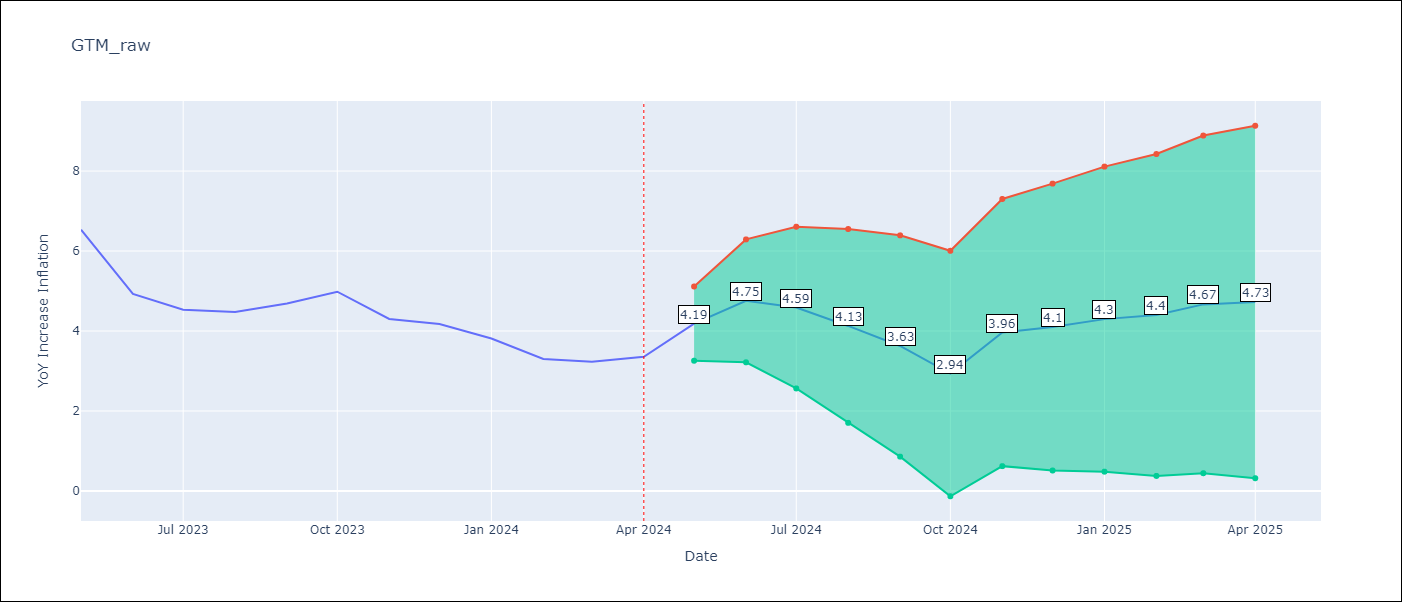 GTM_raw
YoY Increase Inflation
8
6
4
2
0
4.19
4.75
4.59
4.13
3.63
2.94
3.96
4.1
4.3
4.4
4.67
4.73
Jul 2023
Oct 2023
Jan 2024
Apr 2024
Jul 2024
Oct 2024
Jan 2025
Apr 2025
Date